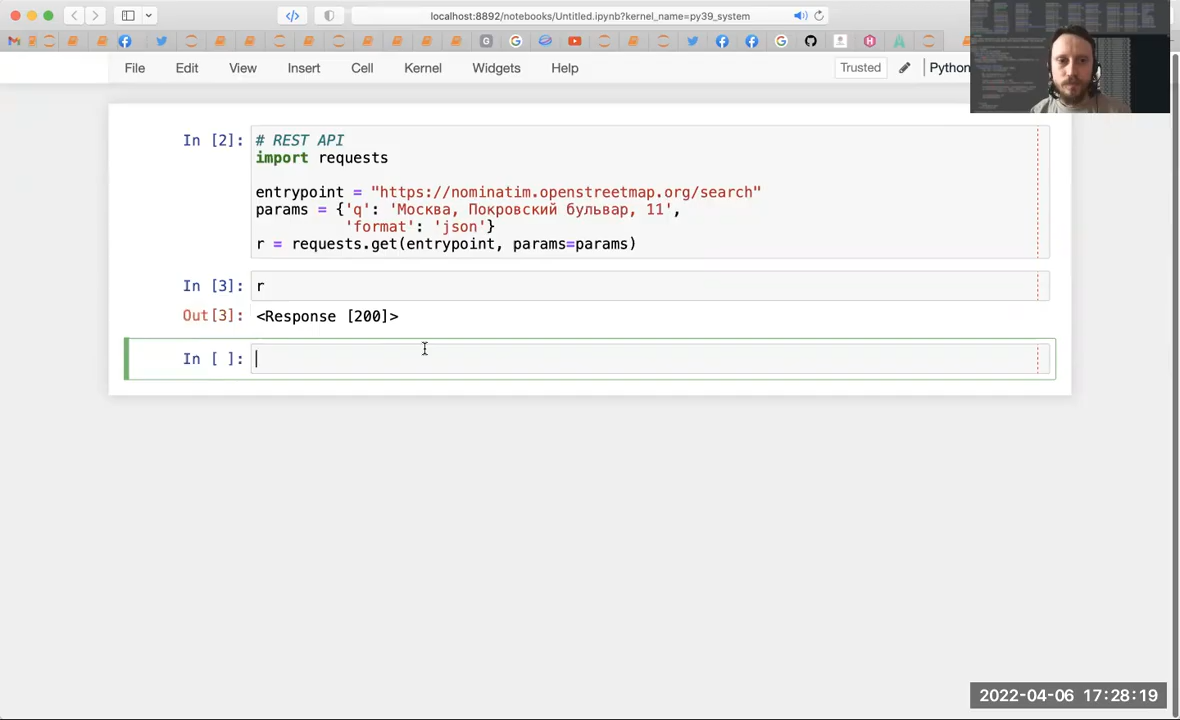 localhost:8892/notebooks/Untitled.ipynb?kernel_name=py39_system
File Edit View Insert Cell Kernel Widgets Help Trusted Python
In [2]: # REST API
import requests
entrypoint = "https://nominatim.openstreetmap.org/search"
params = {'q': 'Москва, Покровский бульвар, 11',
'format': 'json'}
r = requests.get(entrypoint, params=params)
In [3]: r
Out[3]: <Response [200]>
In [ ]:
2022-04-06 17:28:19